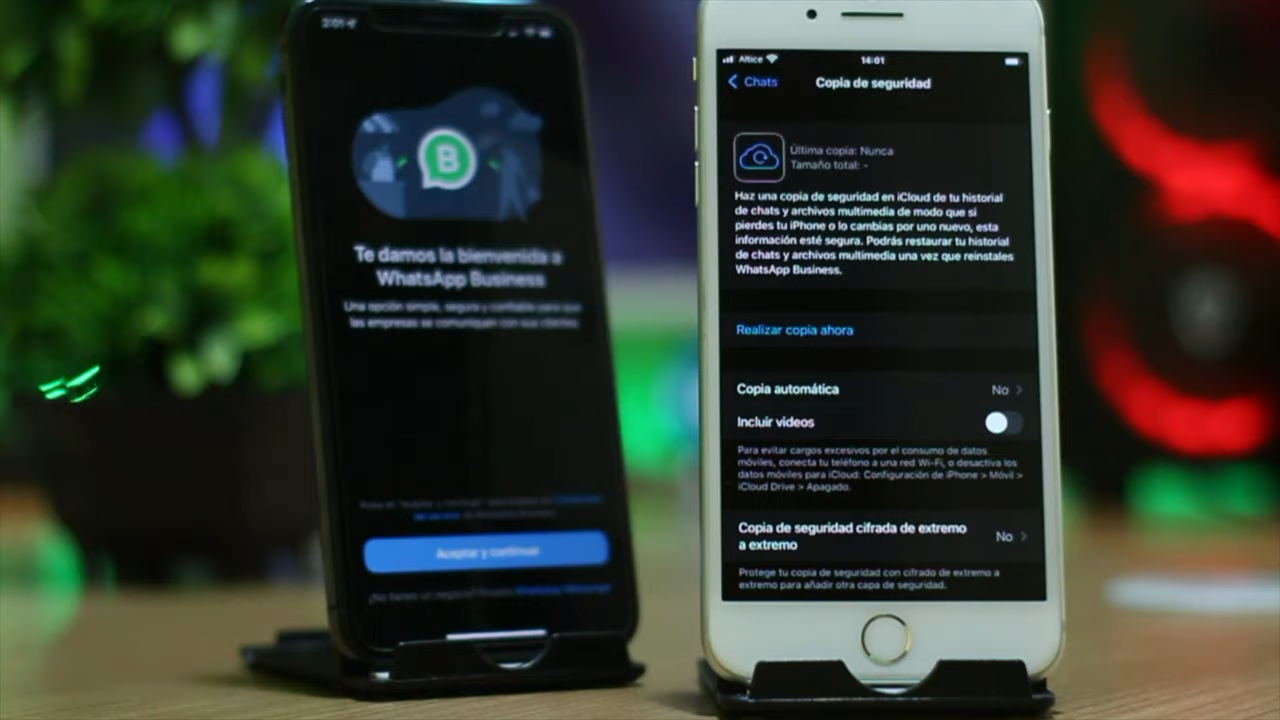 2:01
B
Te damos la bienvenida a
WhatsApp Business
Una opción simple, segura y confiable para que
las empresas se comuniquen con sus clientes.
Aceptar y continuar
Altice
14:01
Chats
Copia de seguridad
Última copia: Nunca
Tamaño total: -
Haz una copia de seguridad en iCloud de tu historial
de chats y archivos multimedia de modo que si
pierdes tu iPhone o lo cambias por uno nuevo, esta
información esté segura. Podrás restaurar tu historial
de chats y archivos multimedia una vez que reinstales
WhatsApp Business.
Realizar copia ahora
Copia automática No
Incluir videos
Para evitar cargos excesivos por el consumo de datos
móviles, conecta tu teléfono a una red Wi-Fi, o desactiva los
datos móviles para iCloud: Configuración de iPhone > Móvil >
iCloud Drive > Apagado.
Copia de seguridad cifrada de extremo
a extremo No
Protege tu copia de seguridad con cifrado de extremo a
extremo para añadir otra capa de seguridad.